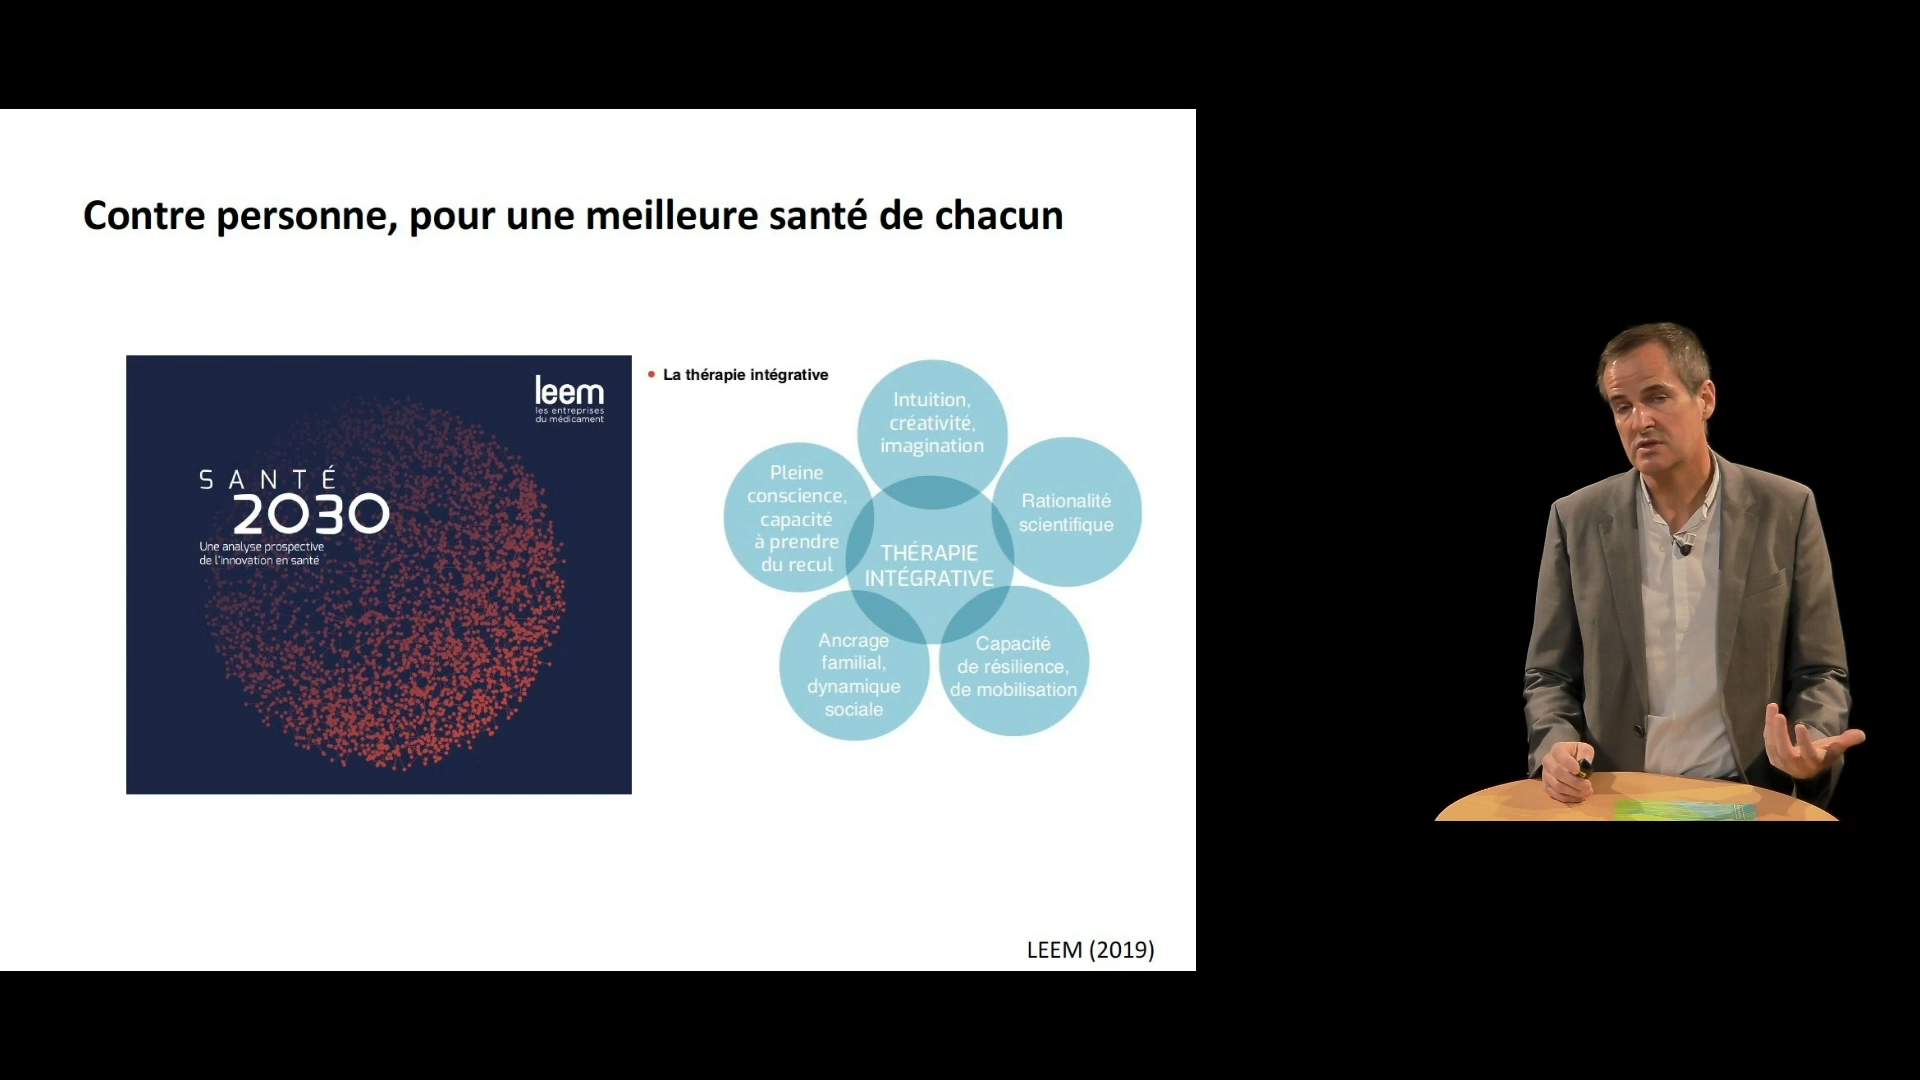 Contre personne, pour une meilleure santé de chacun
leem
les entreprises
du médicament
SANTÉ
2030
Une analyse prospective
de l'innovation en santé
• La thérapie intégrative
Intuition,
créativité,
imagination
Pleine
conscience,
capacité
à prendre
du recul
Rationalité
scientifique
THÉRAPIE
INTÉGRATIVE
Ancrage
familial,
dynamique
sociale
Capacité
de résilience,
de mobilisation
LEEM (2019)